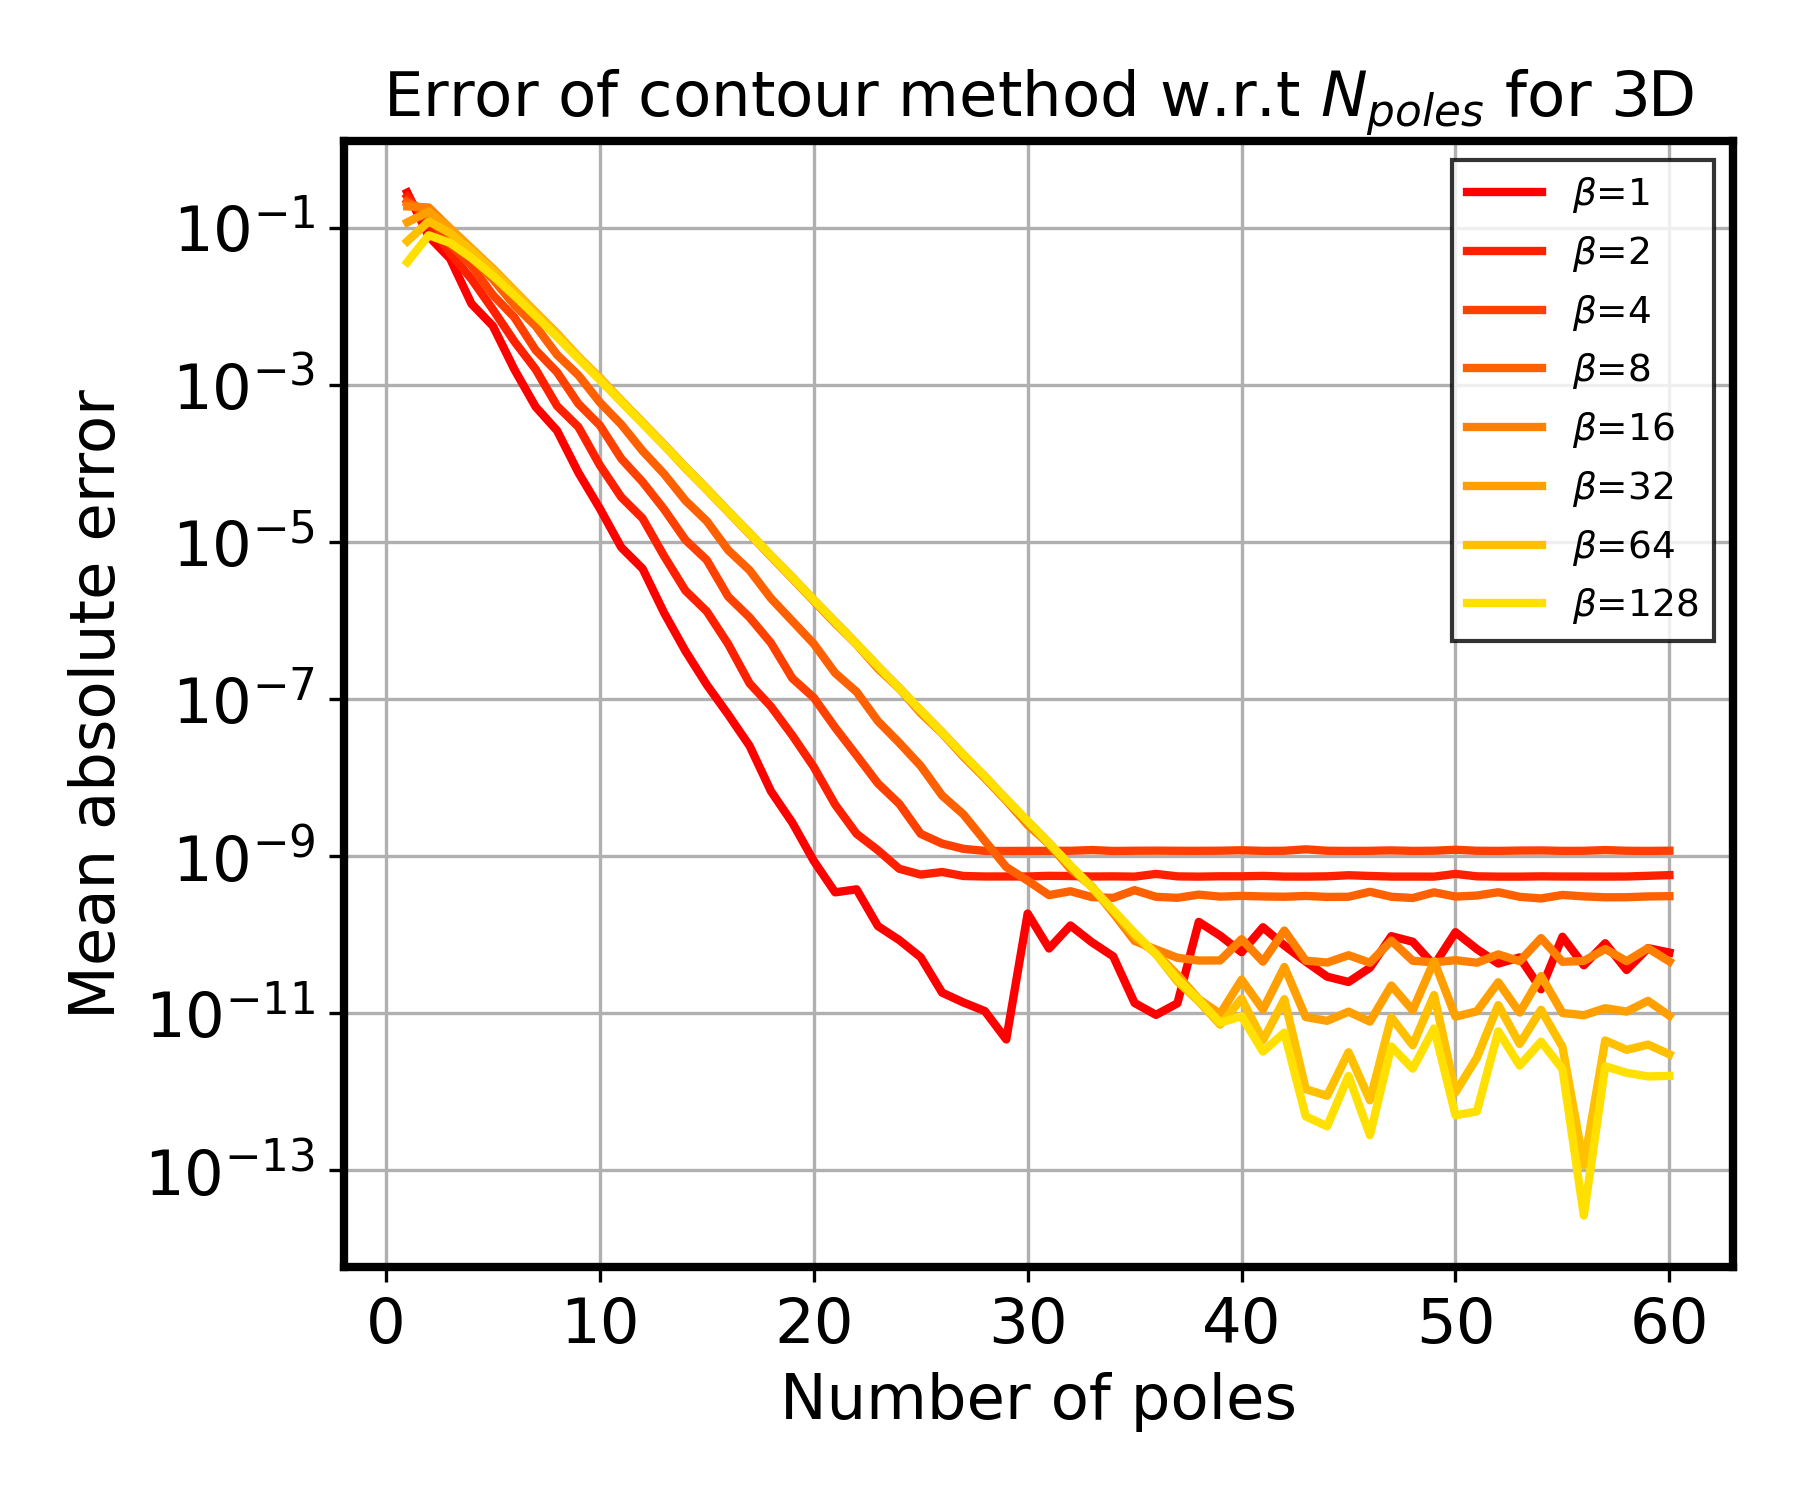 Error of contour method w.r.t $N_{poles}$ for 3D
Mean absolute error
10⁻¹
10⁻³
10⁻⁵
10⁻⁷
10⁻⁹
10⁻¹¹
10⁻¹³
β=1
β=2
β=4
β=8
β=16
β=32
β=64
β=128
0 10 20 30 40 50 60
Number of poles